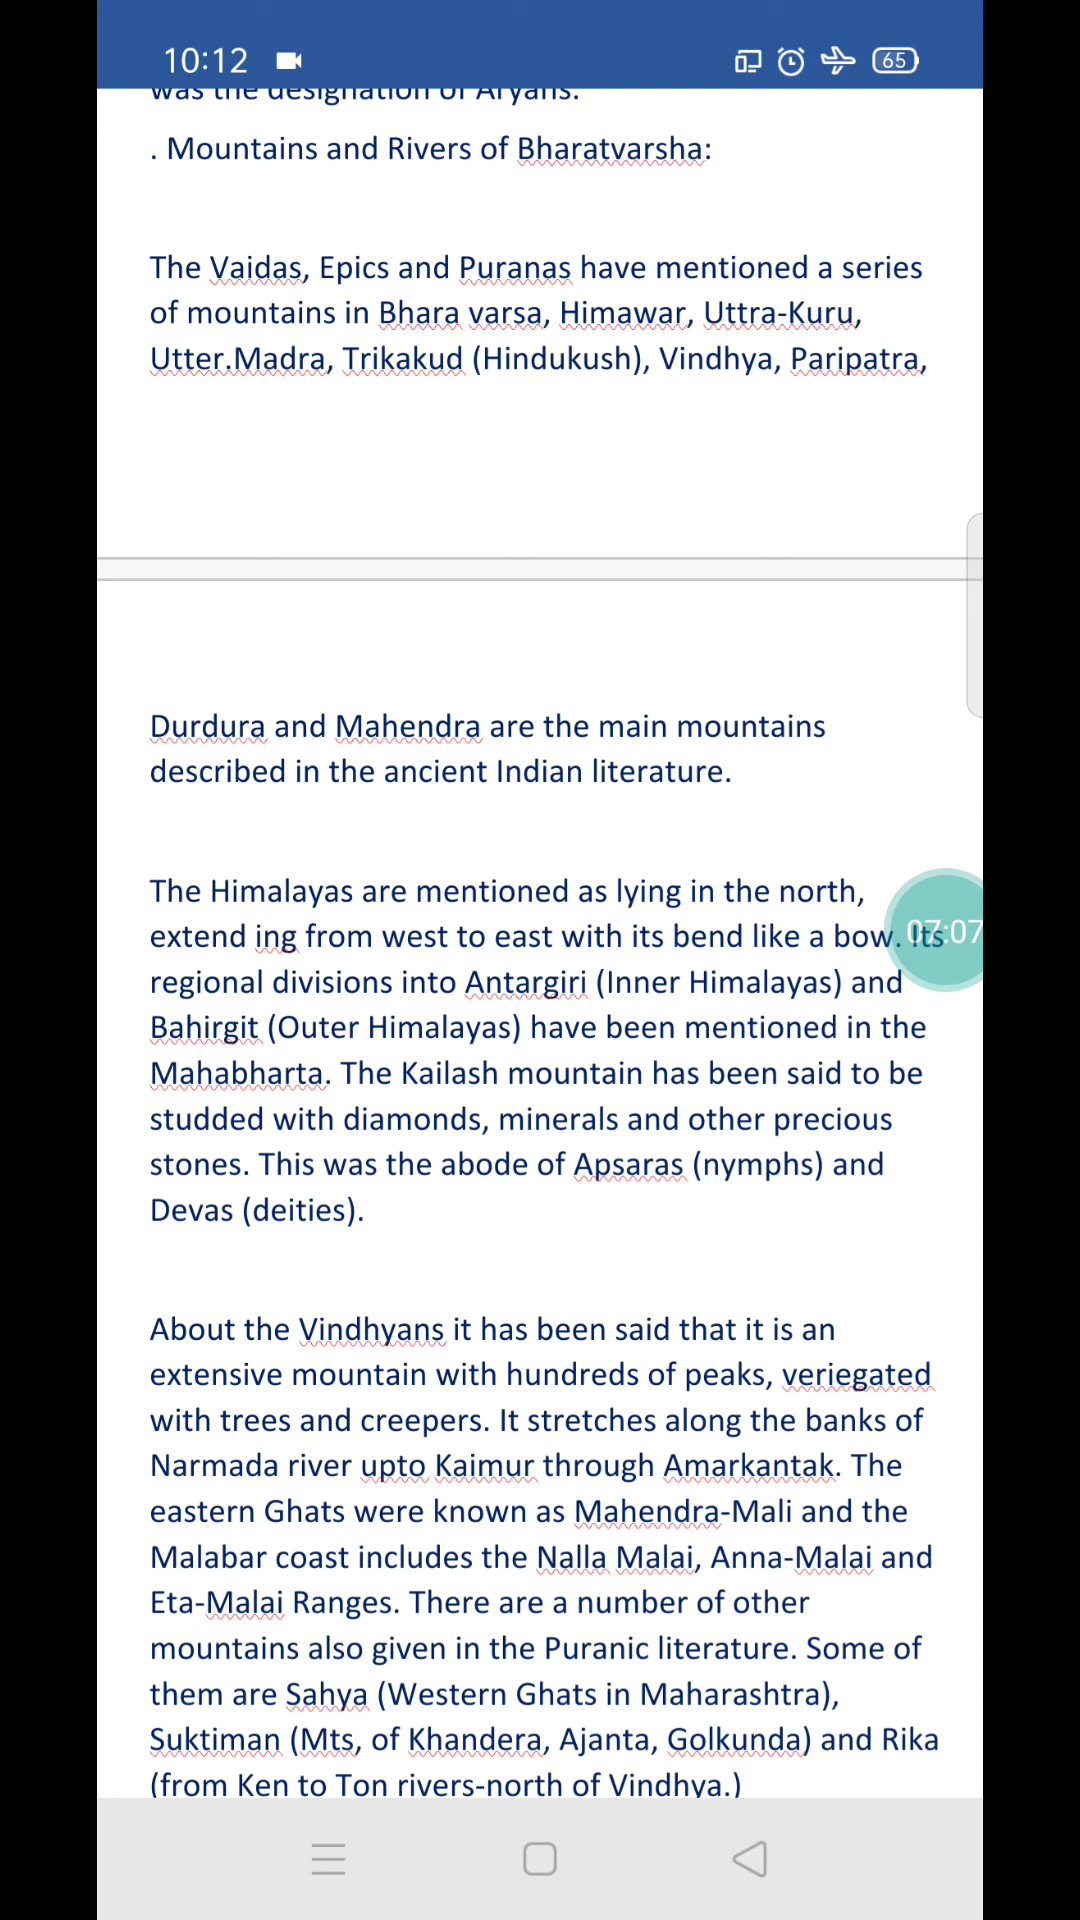 10:12
65
was the designation of Aryans.
. Mountains and Rivers of Bharatvarsha:
The Vaidas, Epics and Puranas have mentioned a series
of mountains in Bhara varsa, Himawar, Uttra-Kuru,
Utter.Madra, Trikakud (Hindukush), Vindhya, Paripatra,
Durdura and Mahendra are the main mountains
described in the ancient Indian literature.
The Himalayas are mentioned as lying in the north,
extend ing from west to east with its bend like a bow. Its
07:07
regional divisions into Antargiri (Inner Himalayas) and
Bahirgit (Outer Himalayas) have been mentioned in the
Mahabharta. The Kailash mountain has been said to be
studded with diamonds, minerals and other precious
stones. This was the abode of Apsaras (nymphs) and
Devas (deities).
About the Vindhyans it has been said that it is an
extensive mountain with hundreds of peaks, veriegated
with trees and creepers. It stretches along the banks of
Narmada river upto Kaimur through Amarkantak. The
eastern Ghats were known as Mahendra-Mali and the
Malabar coast includes the Nalla Malai, Anna-Malai and
Eta-Malai Ranges. There are a number of other
mountains also given in the Puranic literature. Some of
them are Sahya (Western Ghats in Maharashtra),
Suktiman (Mts, of Khandera, Ajanta, Golkunda) and Rika
(from Ken to Ton rivers-north of Vindhya.)